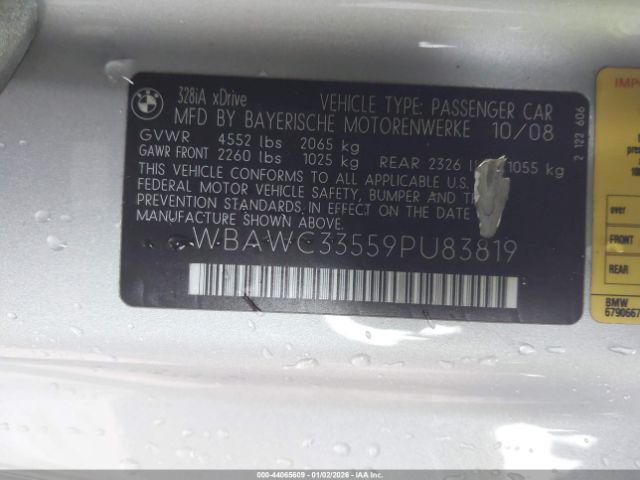 BMW
328iA xDrive
VEHICLE TYPE: PASSENGER CAR
MFD BY BAYERISCHE MOTORENWERKE 10/08
GVWR 4552 lbs 2065 kg
GAWR FRONT 2260 lbs 1025 kg REAR 2326 1055 kg
THIS VEHICLE CONFORMS TO ALL APPLICABLE U.S.
FEDERAL MOTOR VEHICLE SAFETY, BUMPER AND
PREVENTION STANDARDS IN EFFECT ON THE DATE
MANUFACTURE SHOWN ABOVE.
WBAWC33559PU83819
2 122 606
over
FRONT
REAR
BMW
679066
000-44065609 - 01/02/2026 - IAA Inc.